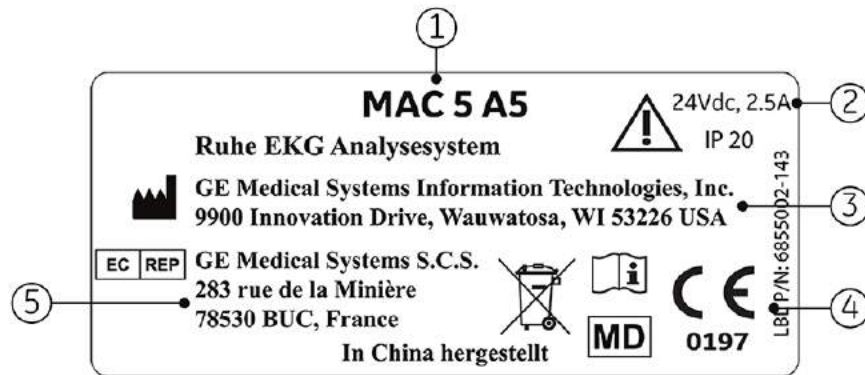 1
MAC 5 A5
24Vdc, 2.5A
2
IP 20
Ruhe EKG Analysesystem
GE Medical Systems Information Technologies, Inc.
9900 Innovation Drive, Wauwatosa, WI 53226 USA
3
EC REP
GE Medical Systems S.C.S.
283 rue de la Minière
78530 BUC, France
5
i
MD
CE
0197
4
LBL P/N: 6855002-143
In China hergestellt